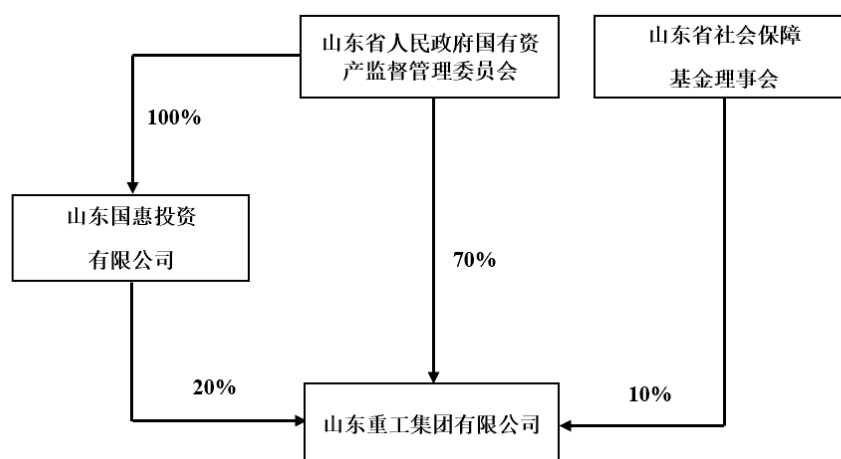 山东省人民政府国有资
产监督管理委员会
山东省社会保障
基金理事会
100%
山东国惠投资
有限公司
70%
20%
10%
山东重工集团有限公司